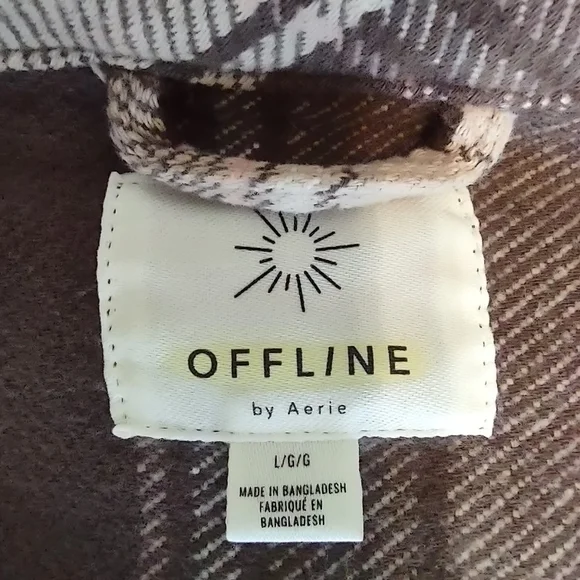 OFFLINE
by Aerie
L/G/G
MADE IN BANGLADESH
FABRIQUÉ EN
BANGLADESH